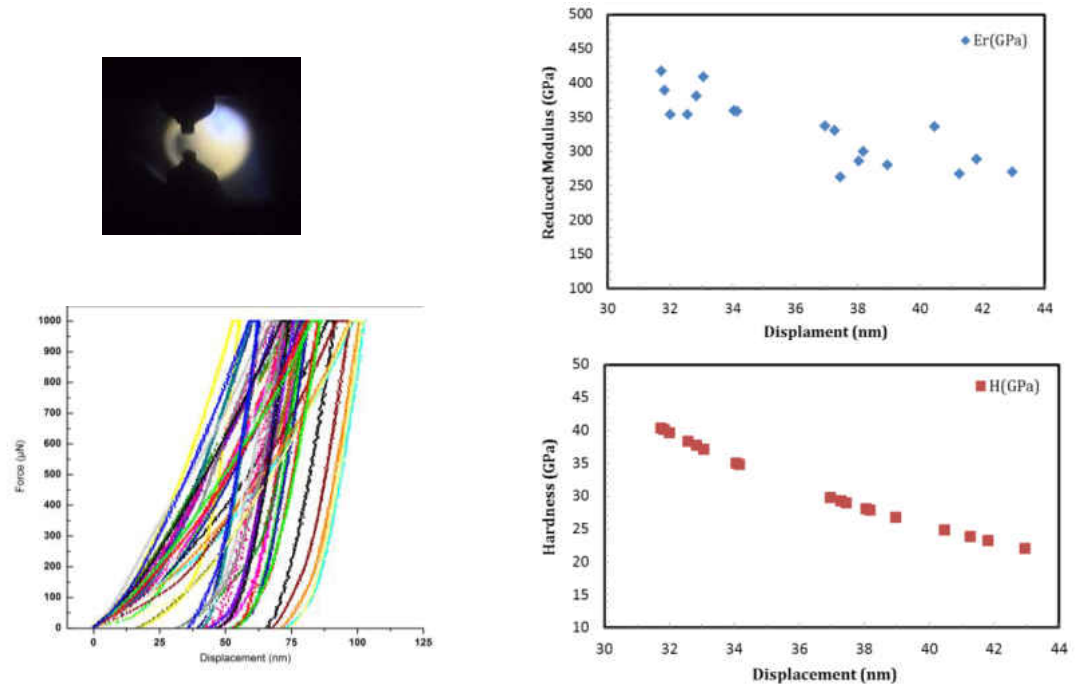 500
450
400
350
300
250
200
150
100
30 32 34 36 38 40 42 44
Reduced Modulus (GPa)
Displament (nm)
Er(GPa)
1000
900
800
700
600
500
400
300
200
100
0
0 25 50 75 100 125
Force (µN)
Displacement (nm)
50
45
40
35
30
25
20
15
10
30 32 34 36 38 40 42 44
Hardness (GPa)
Displacement (nm)
H(GPa)